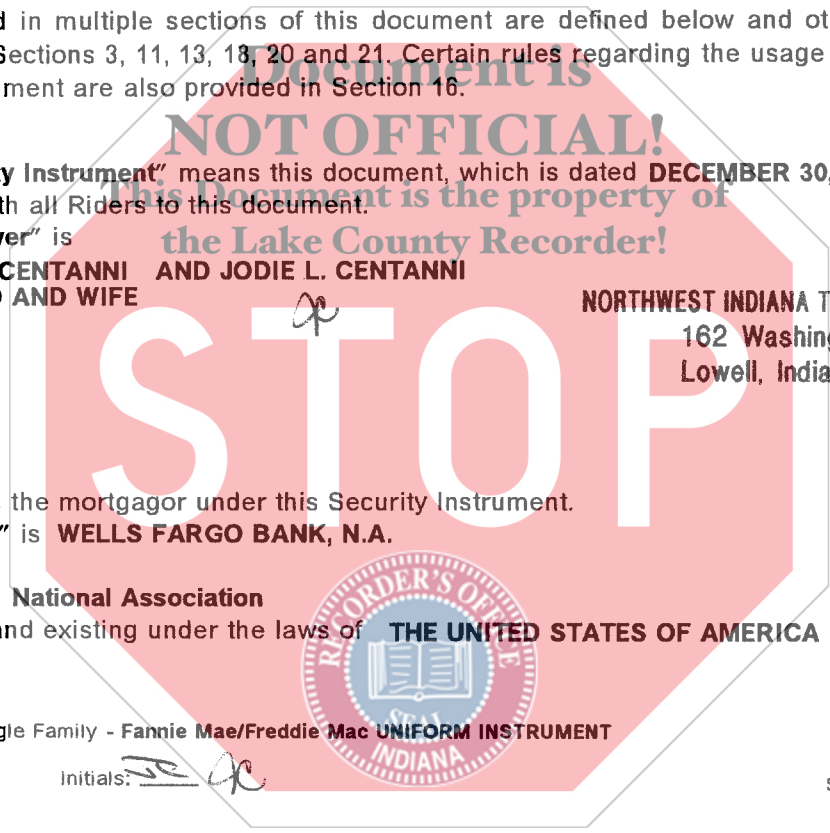 d in multiple sections of this document are defined below and ot
Sections 3, 11, 13, 18, 20 and 21. Certain rules regarding the usage
ment are also provided in Section 16.
Document is
NOT OFFICIAL!
This Document is the property of
the Lake County Recorder!
ty Instrument” means this document, which is dated DECEMBER 30,
th all Riders to this document.
wer” is
CENTANNI AND JODIE L. CENTANNI
AND WIFE
NORTHWEST INDIANA T
162 Washing
Lowell, India
STOP
the mortgagor under this Security Instrument.
” is WELLS FARGO BANK, N.A.
National Association
and existing under the laws of THE UNITED STATES OF AMERICA
RECORDER'S OFFICE
SEAL
INDIANA
gle Family - Fannie Mae/Freddie Mac UNIFORM INSTRUMENT
Initials: JC JC